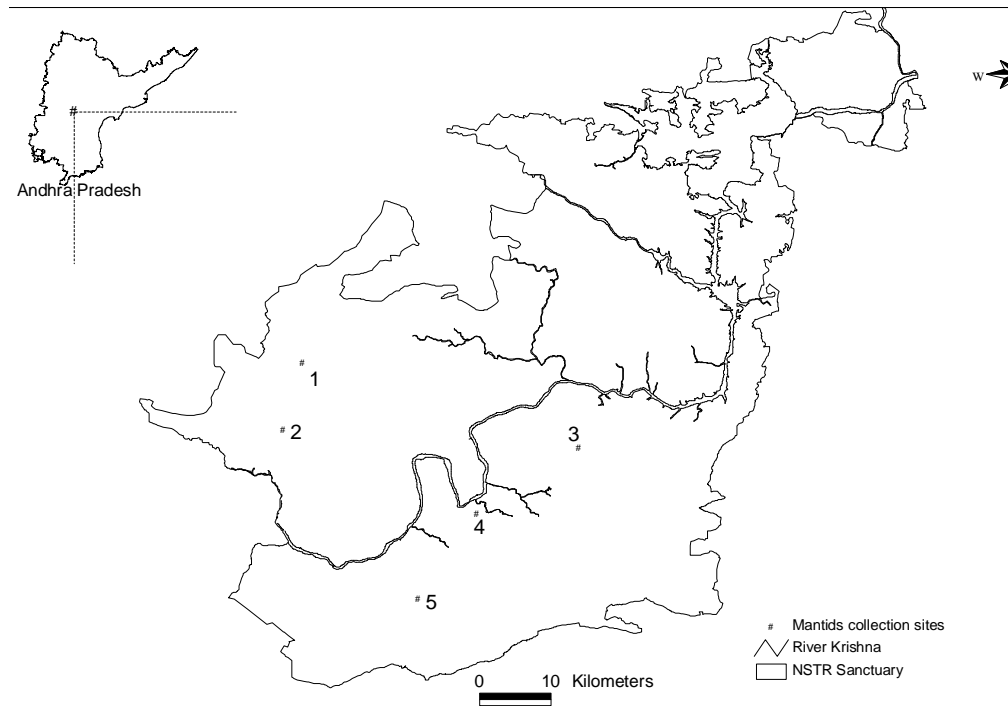 W
#
Andhra Pradesh
#
1
# 2
3
#
#
4
# 5
# Mantids collection sites
River Krishna
NSTR Sanctuary
0 10 Kilometers